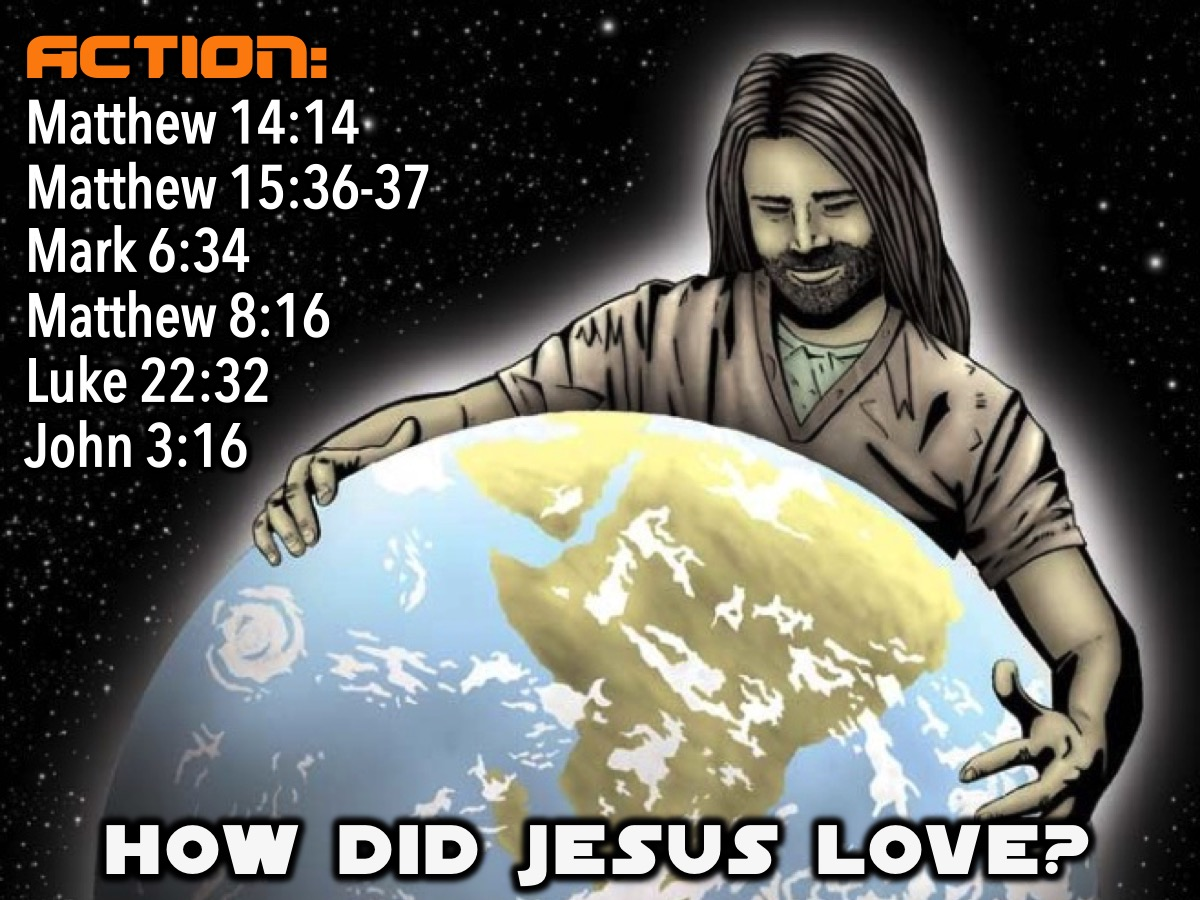 ACTION:
Matthew 14:14
Matthew 15:36-37
Mark 6:34
Matthew 8:16
Luke 22:32
John 3:16
HOW DID JESUS LOVE?